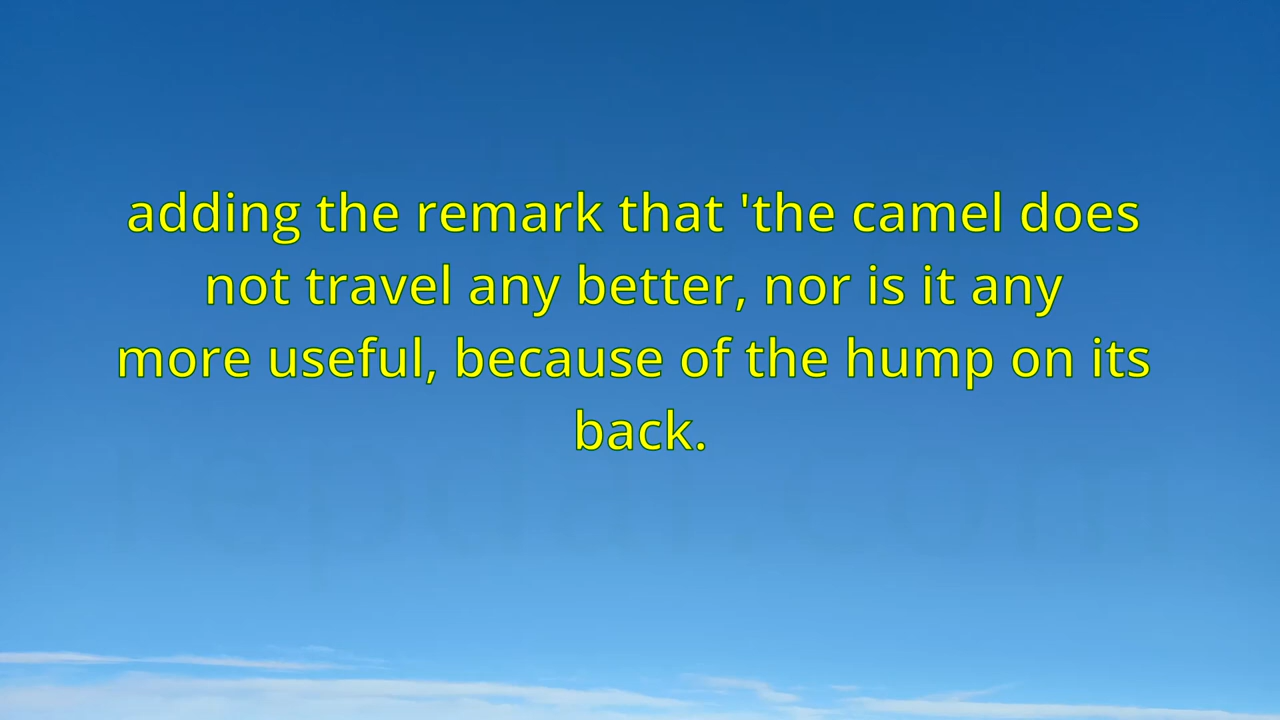 adding the remark that 'the camel does
not travel any better, nor is it any
more useful, because of the hump on its
back.